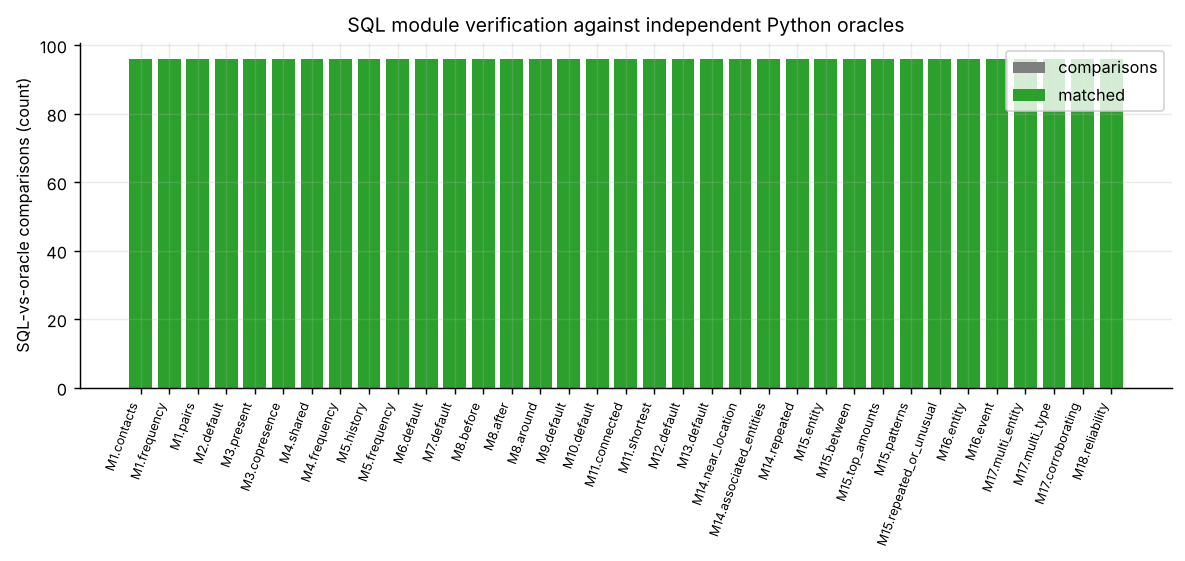 SQL module verification against independent Python oracles
SQL-vs-oracle comparisons (count)
100
80
60
40
20
0
comparisons
matched
M1.contacts
M1.frequency
M1.pairs
M2.default
M3.present
M3.copresence
M4.shared
M4.frequency
M5.history
M5.frequency
M6.default
M7.default
M8.before
M8.after
M8.around
M9.default
M10.default
M11.connected
M11.shortest
M12.default
M13.default
M14.near_location
M14.associated_entities
M14.repeated
M15.entity
M15.between
M15.top_amounts
M15.patterns
M15.repeated_or_unusual
M16.entity
M16.event
M17.multi_entity
M17.multi_type
M17.corroborating
M18.reliability